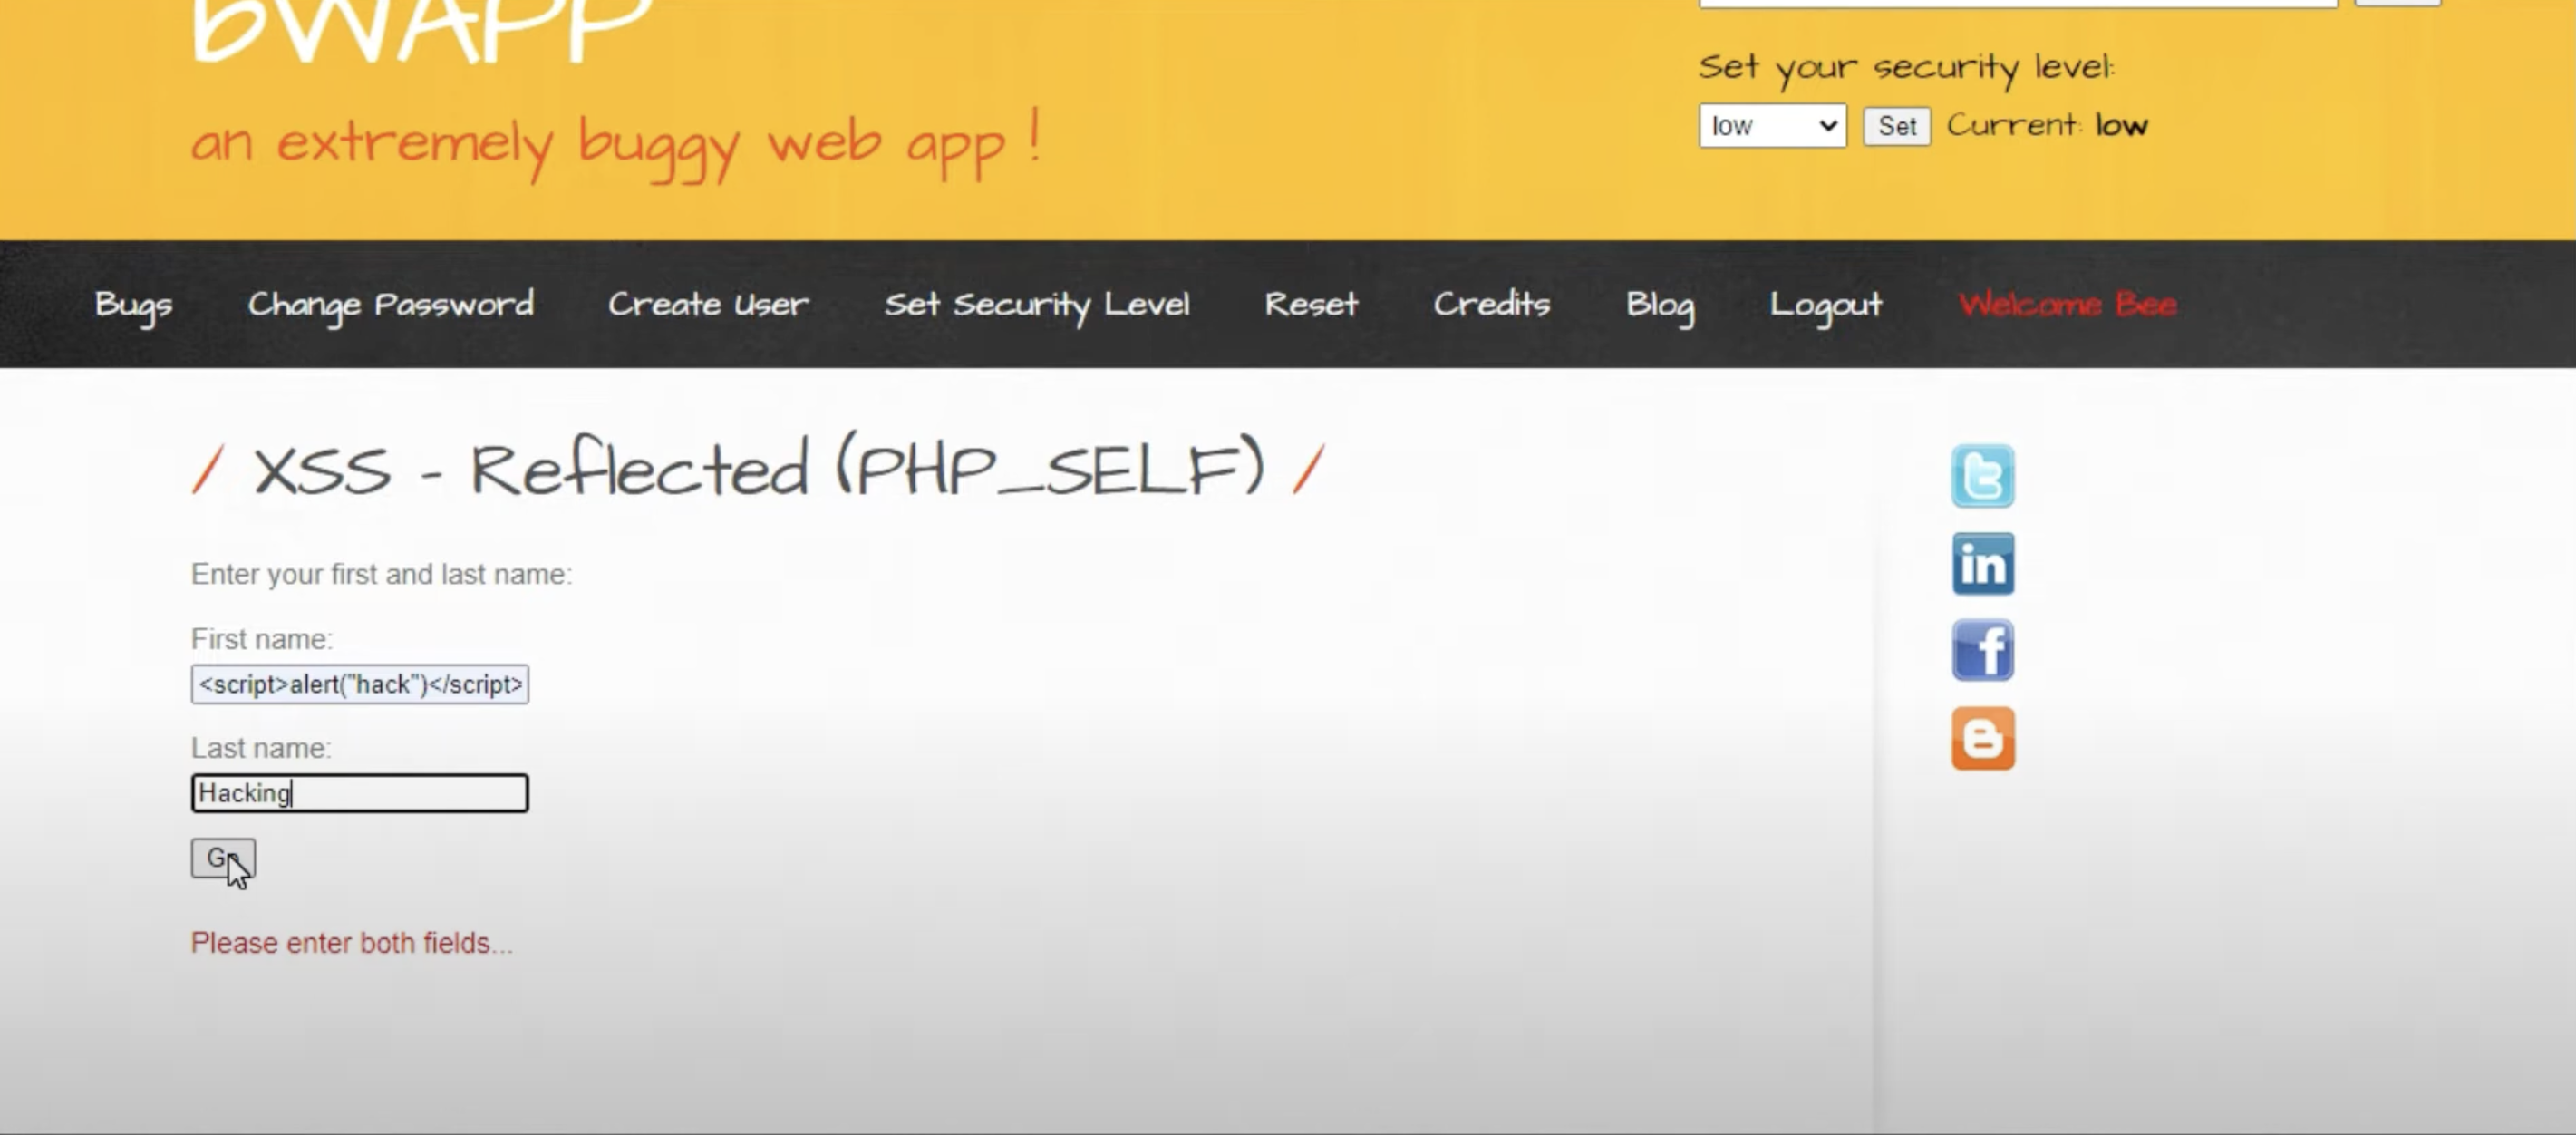 bWAPP
an extremely buggy web app !
Set your security level:
low Set Current: low
Bugs Change Password Create User Set Security Level Reset Credits Blog Logout Welcome Bee
/ XSS - Reflected (PHP_SELF) /
Enter your first and last name:
First name:
<script>alert("hack")</script>
Last name:
Hacking
Go
Please enter both fields...